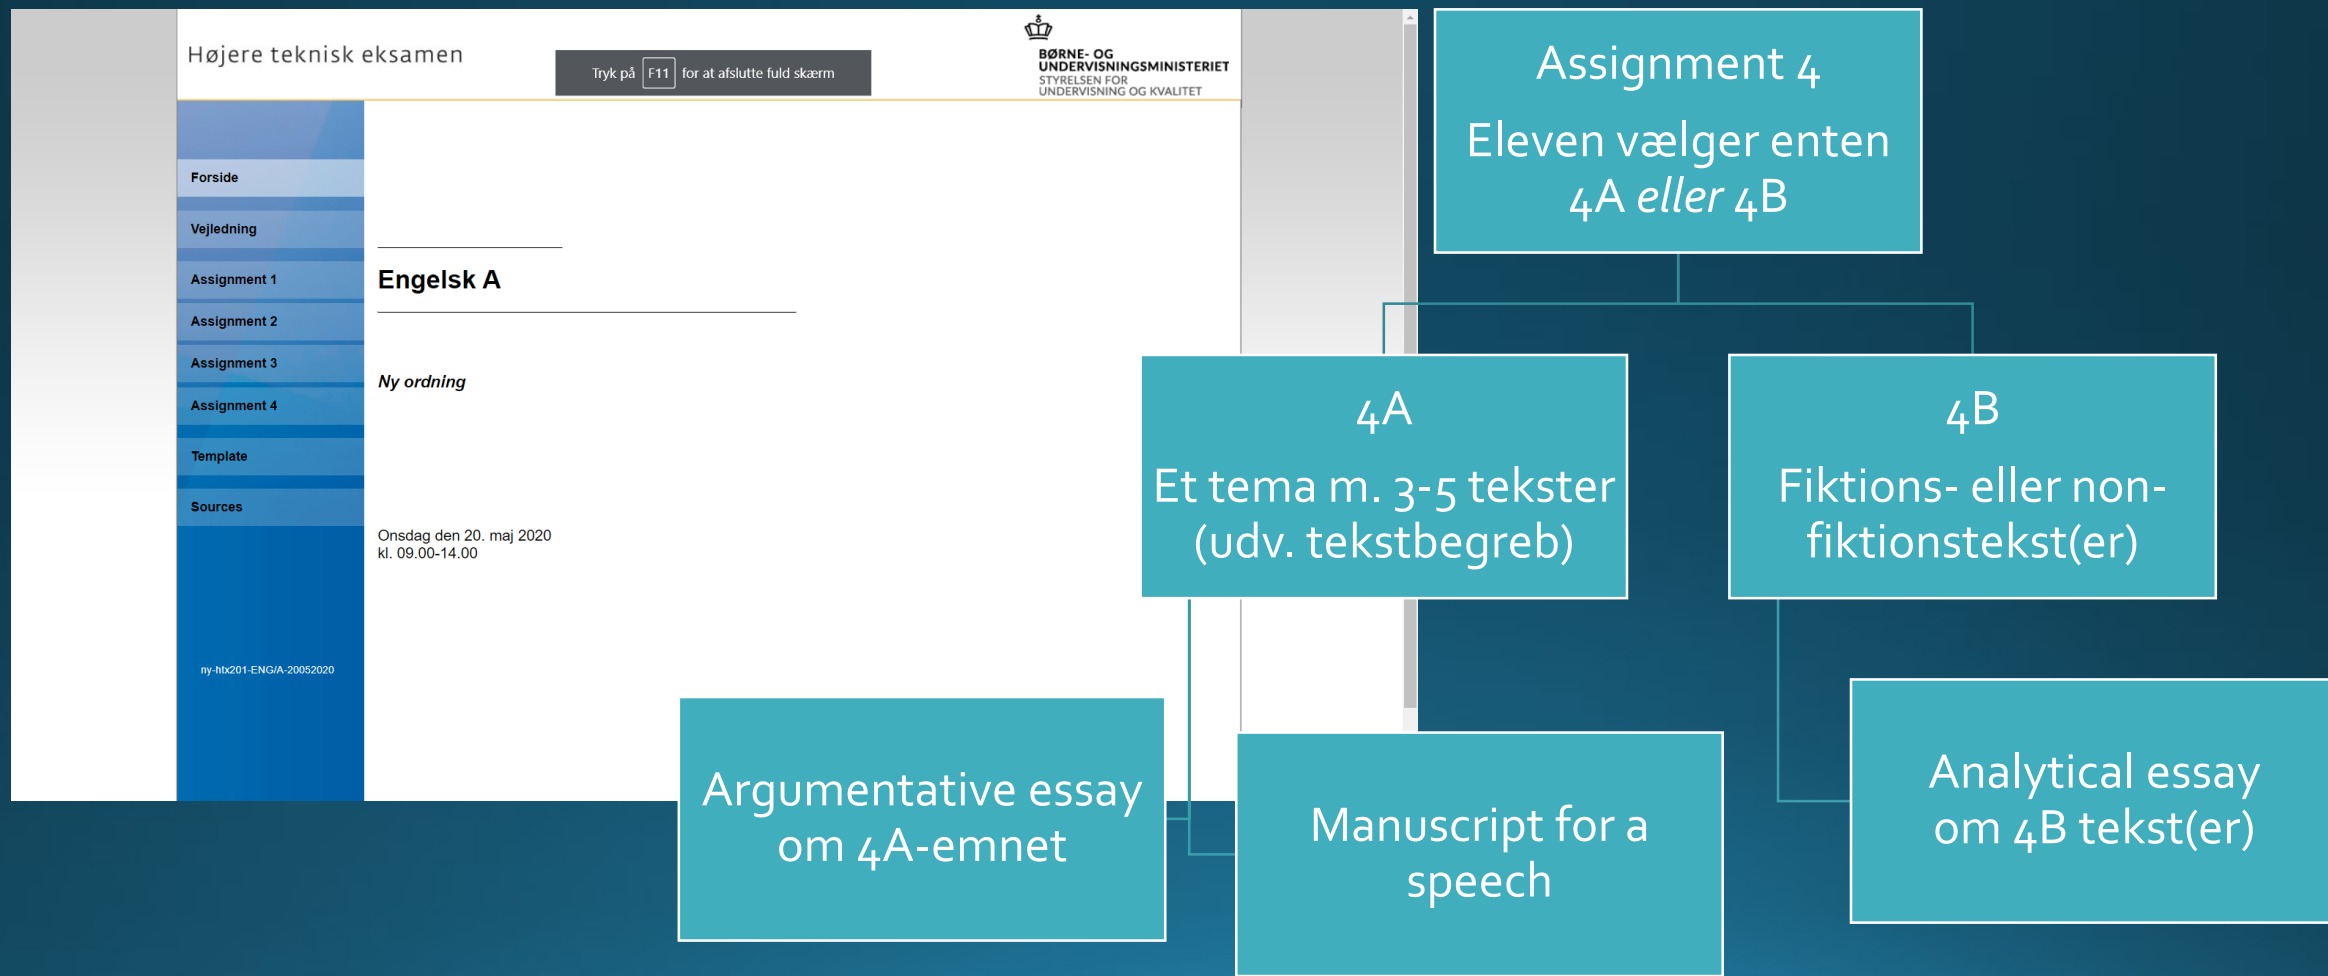 Højere teknisk eksamen
Tryk på F11 for at afslutte fuld skærm
BØRNE- OG
UNDERVISNINGSMINISTERIET
STYRELSEN FOR
UNDERVISNING OG KVALITET
Forside
Vejledning
Assignment 1
Assignment 2
Assignment 3
Assignment 4
Template
Sources
ny-htx201-ENG/A-20052020
Engelsk A
Ny ordning
Onsdag den 20. maj 2020
kl. 09.00-14.00
Assignment 4
Eleven vælger enten
4A eller 4B
4A
Et tema m. 3-5 tekster
(udv. tekstbegreb)
4B
Fiktions- eller non-
fiktionstekst(er)
Argumentative essay
om 4A-emnet
Manuscript for a
speech
Analytical essay
om 4B tekst(er)